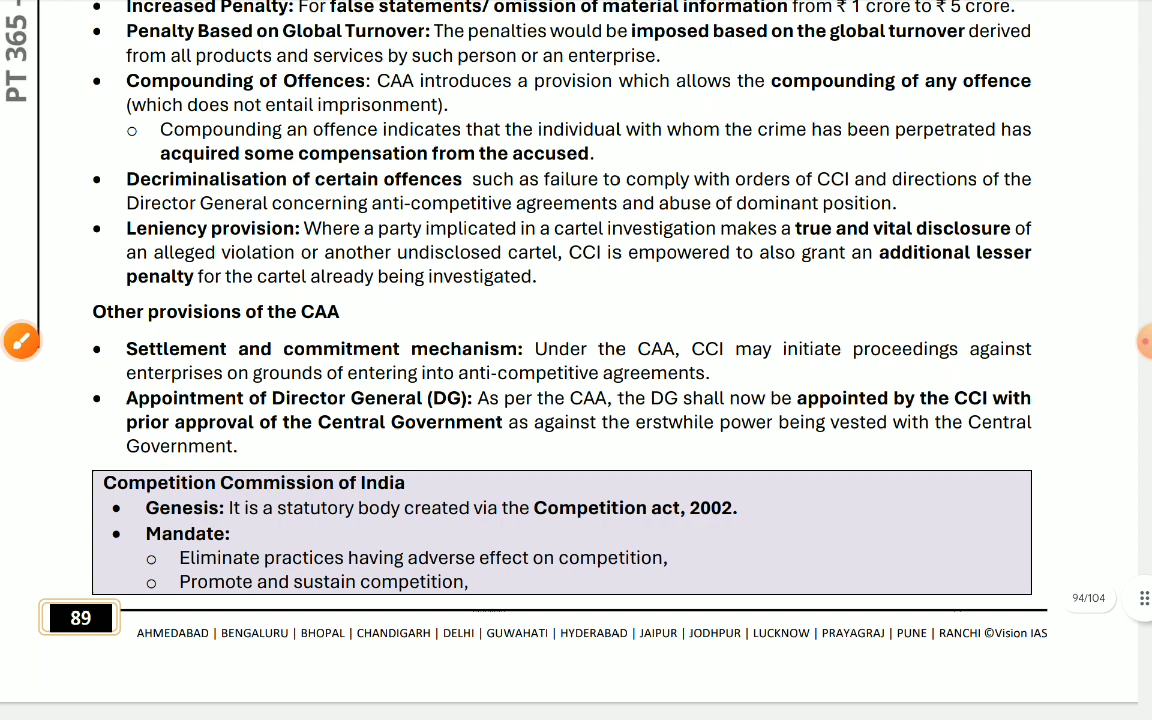 PT 365 -
• Increased Penalty: For false statements/ omission of material information from ₹ 1 crore to ₹ 5 crore.
• Penalty Based on Global Turnover: The penalties would be imposed based on the global turnover derived
from all products and services by such person or an enterprise.
• Compounding of Offences: CAA introduces a provision which allows the compounding of any offence
(which does not entail imprisonment).
o Compounding an offence indicates that the individual with whom the crime has been perpetrated has
acquired some compensation from the accused.
• Decriminalisation of certain offences such as failure to comply with orders of CCI and directions of the
Director General concerning anti-competitive agreements and abuse of dominant position.
• Leniency provision: Where a party implicated in a cartel investigation makes a true and vital disclosure of
an alleged violation or another undisclosed cartel, CCI is empowered to also grant an additional lesser
penalty for the cartel already being investigated.
Other provisions of the CAA
• Settlement and commitment mechanism: Under the CAA, CCI may initiate proceedings against
enterprises on grounds of entering into anti-competitive agreements.
• Appointment of Director General (DG): As per the CAA, the DG shall now be appointed by the CCI with
prior approval of the Central Government as against the erstwhile power being vested with the Central
Government.
Competition Commission of India
• Genesis: It is a statutory body created via the Competition act, 2002.
• Mandate:
o Eliminate practices having adverse effect on competition,
o Promote and sustain competition,
94/104
89
AHMEDABAD | BENGALURU | BHOPAL | CHANDIGARH | DELHI | GUWAHATI | HYDERABAD | JAIPUR | JODHPUR | LUCKNOW | PRAYAGRAJ | PUNE | RANCHI ©Vision IAS